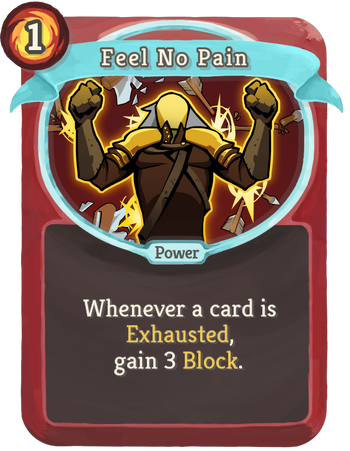 1
Feel No Pain
Power
Whenever a card is
Exhausted,
gain 3 Block.